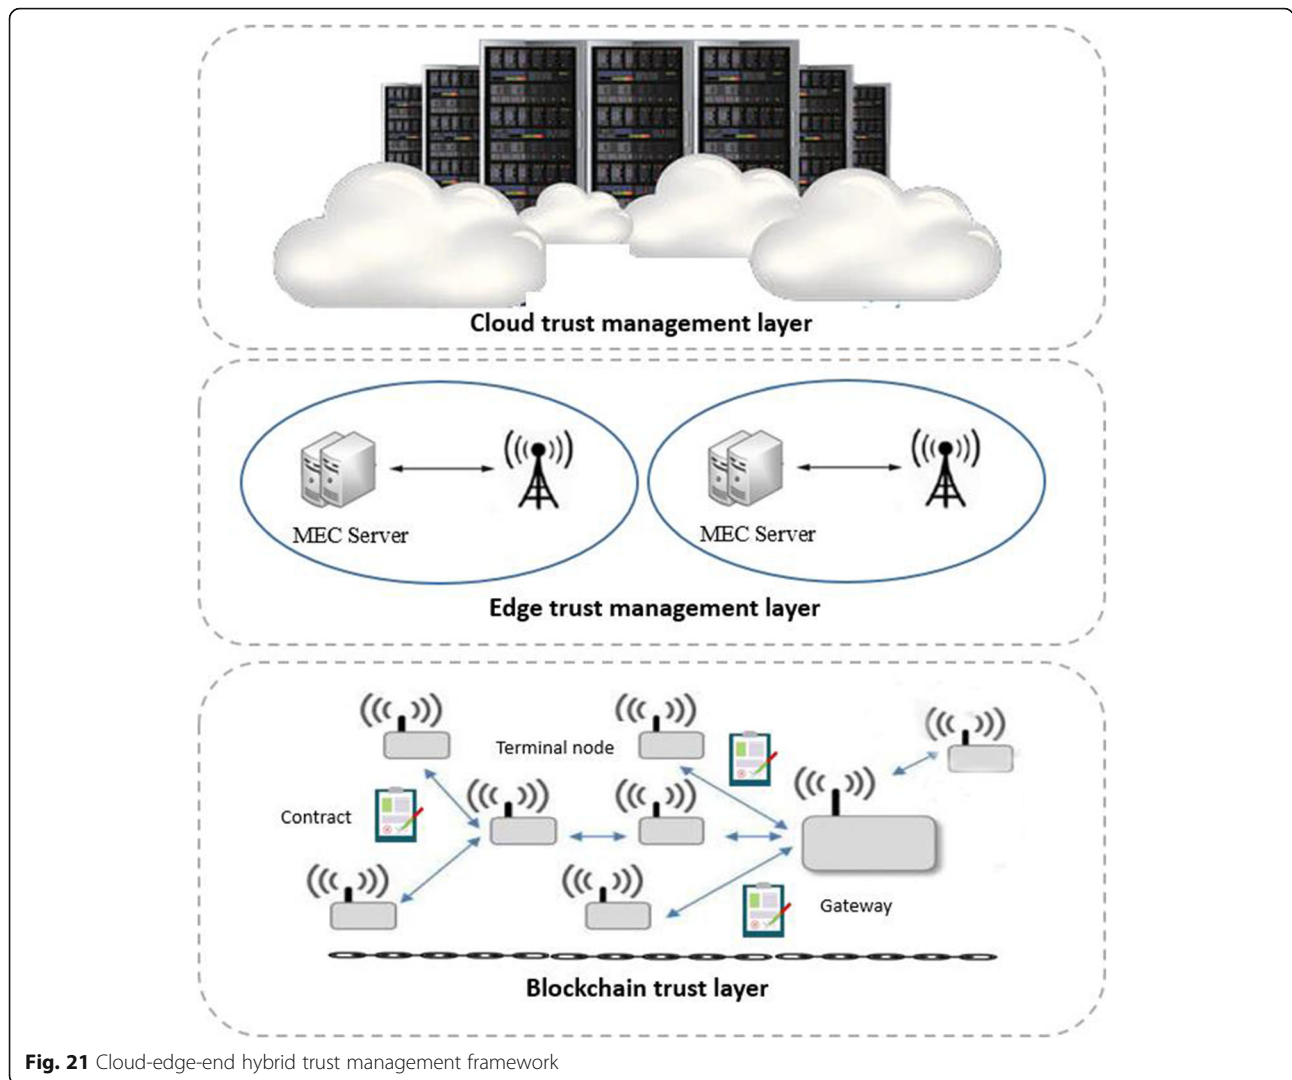 Cloud trust management layer
MEC Server
MEC Server
Edge trust management layer
Terminal node
Contract
Gateway
Blockchain trust layer
Fig. 21 Cloud-edge-end hybrid trust management framework